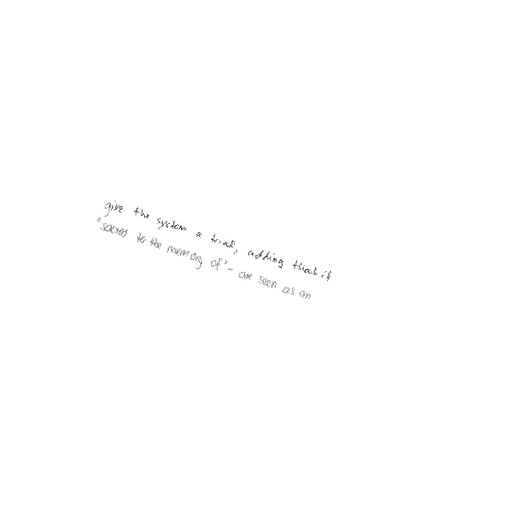 give the system a trial, adding that if
"sacred to the memory of" - are seen as an